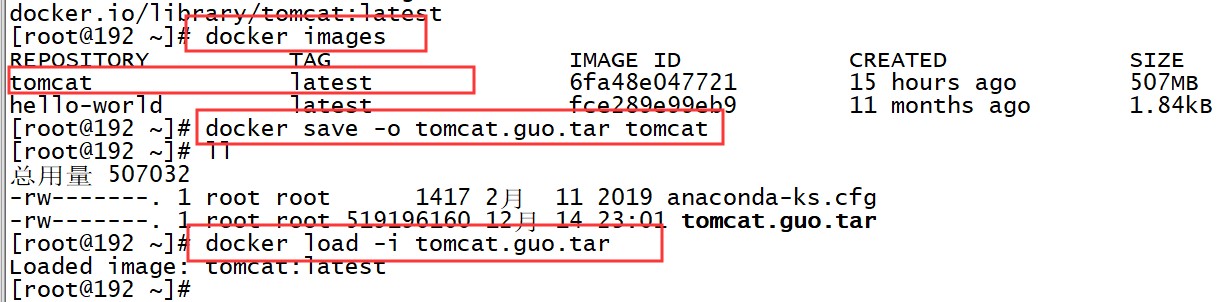 docker.io/library/tomcat:latest
[root@192 ~]# docker images
REPOSITORY TAG IMAGE ID CREATED SIZE
tomcat latest 6fa48e047721 15 hours ago 507MB
hello-world latest fce289e99eb9 11 months ago 1.84kB
[root@192 ~]# docker save -o tomcat.guo.tar tomcat
[root@192 ~]# ll
总用量 507032
-rw-------. 1 root root 1417 2月 11 2019 anaconda-ks.cfg
-rw-------. 1 root root 519196160 12月 14 23:01 tomcat.guo.tar
[root@192 ~]# docker load -i tomcat.guo.tar
Loaded image: tomcat:latest
[root@192 ~]#